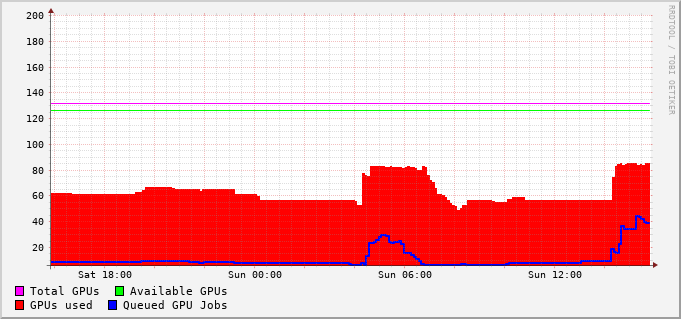 200
180
160
140
120
100
80
60
40
20
Sat 18:00 Sun 00:00 Sun 06:00 Sun 12:00
Total GPUs Available GPUs
GPUs used Queued GPU Jobs
RRDTOOL / TOBI OETIKER